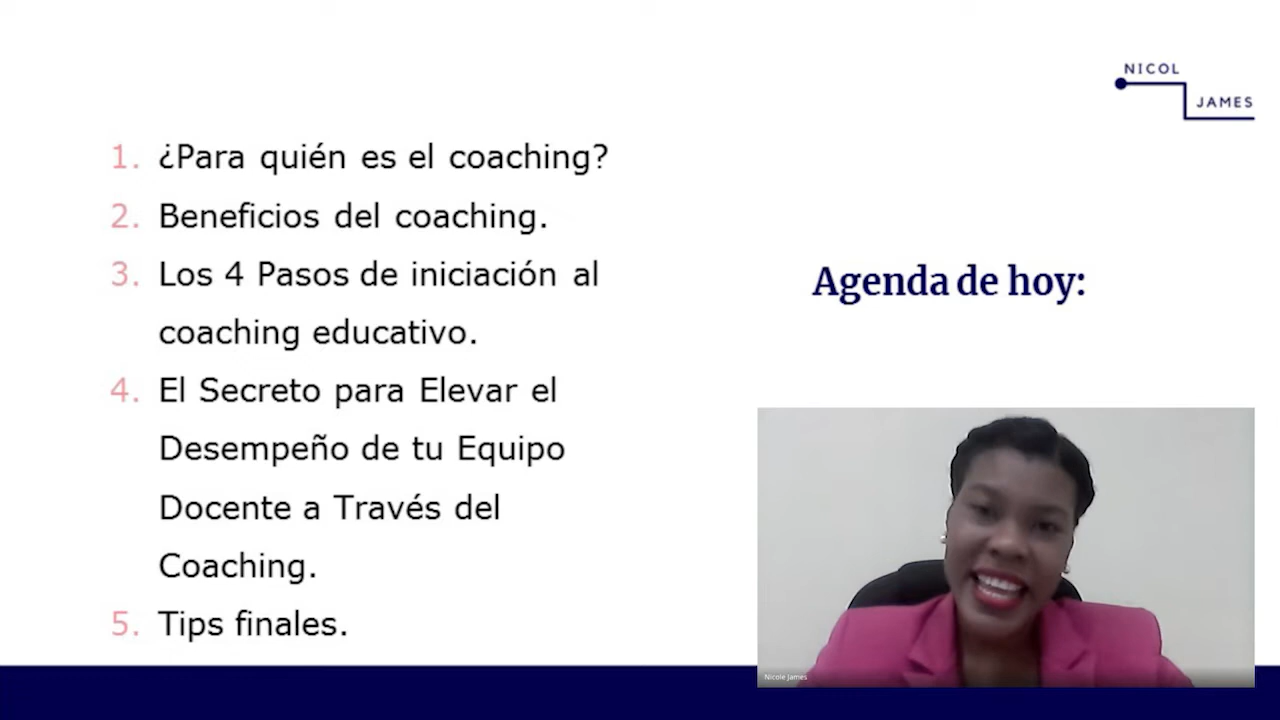 NICOL
JAMES
1. ¿Para quién es el coaching?
2. Beneficios del coaching.
3. Los 4 Pasos de iniciación al
coaching educativo.
4. El Secreto para Elevar el
Desempeño de tu Equipo
Docente a Través del
Coaching.
5. Tips finales.
Agenda de hoy:
Nicole James